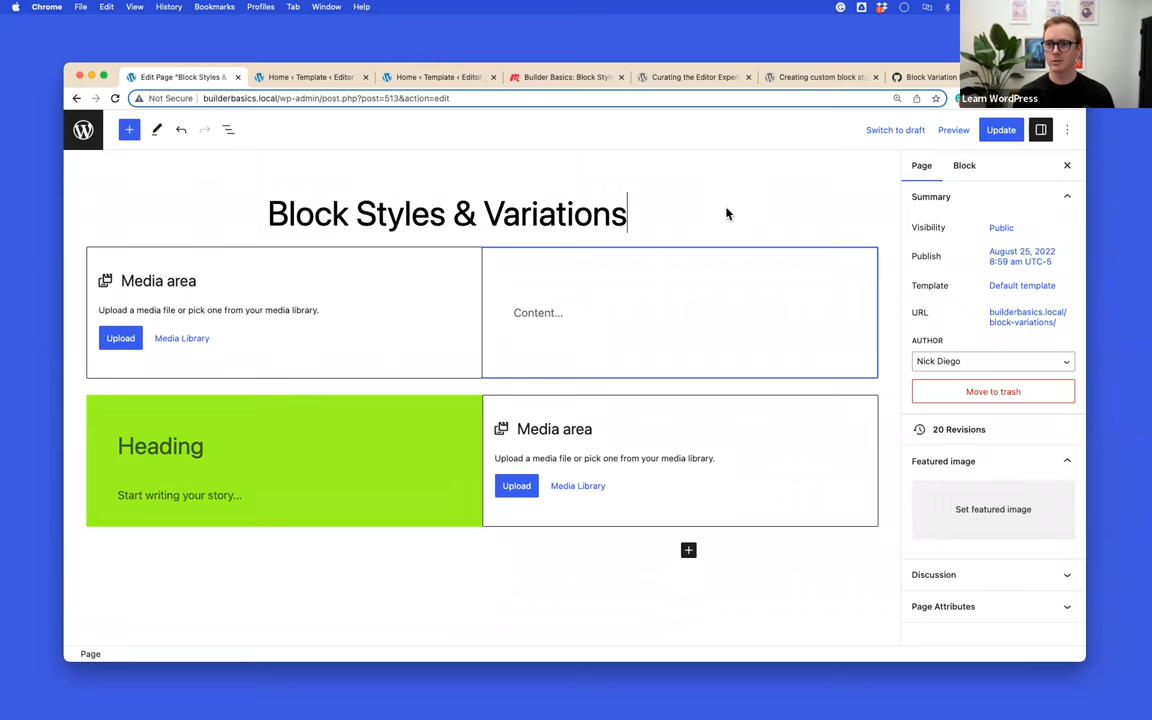 Chrome File Edit View History Bookmarks Profiles Tab Window Help
Edit Page "Block Styles &
Home ‹ Template ‹ Editor
Home ‹ Template ‹ Editor
Builder Basics: Block Style
Curating the Editor Experi
Creating custom block sty
Block Variation
Not Secure builderbasics.local/wp-admin/post.php?post=513&action=edit
Learn WordPress
Switch to draft Preview Update
Page Block
Block Styles & Variations
Summary
Visibility Public
Publish August 25, 2022
8:59 am UTC-5
Template Default template
URL builderbasics.local/
block-variations/
AUTHOR
Nick Diego
Move to trash
20 Revisions
Featured image
Set featured image
Discussion
Page Attributes
Media area
Upload a media file or pick one from your media library.
Upload Media Library
Content...
Heading
Start writing your story...
Media area
Upload a media file or pick one from your media library.
Upload Media Library
Page